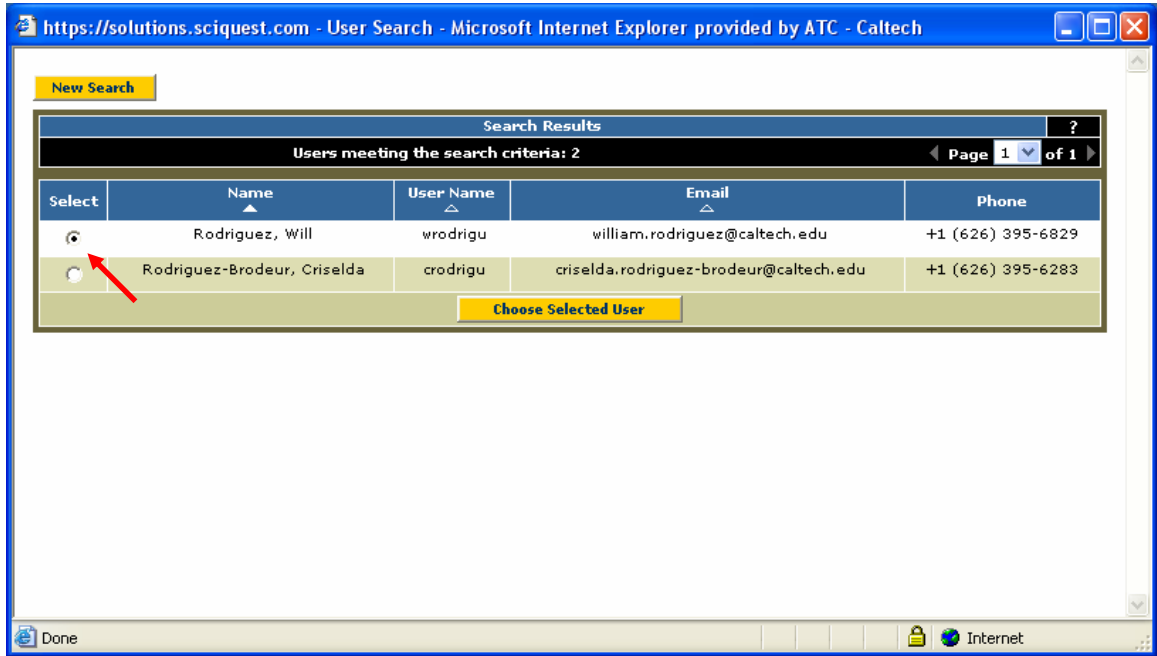 https://solutions.sciquest.com - User Search - Microsoft Internet Explorer provided by ATC - Caltech
New Search
Search Results ?
Users meeting the search criteria: 2 Page 1 of 1
Select Name User Name Email Phone
Rodriguez, Will wrodrigu william.rodriguez@caltech.edu +1 (626) 395-6829
Rodriguez-Brodeur, Criselda crodrigu criselda.rodriguez-brodeur@caltech.edu +1 (626) 395-6283
Choose Selected User
Done Internet